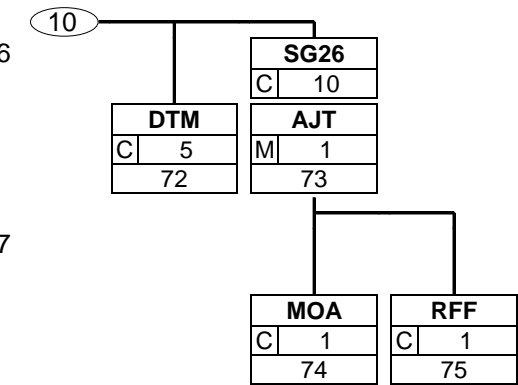 10
6
SG26
C 10
DTM AJT
C 5 M 1
72 73
7
MOA RFF
C 1 C 1
74 75